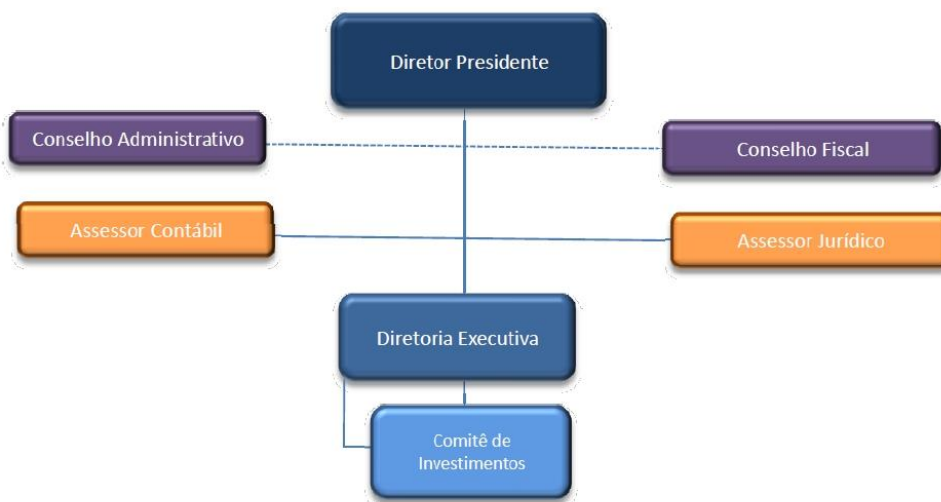 Diretor Presidente
Conselho Administrativo
Conselho Fiscal
Assessor Contábil
Assessor Jurídico
Diretoria Executiva
Comitê de
Investimentos